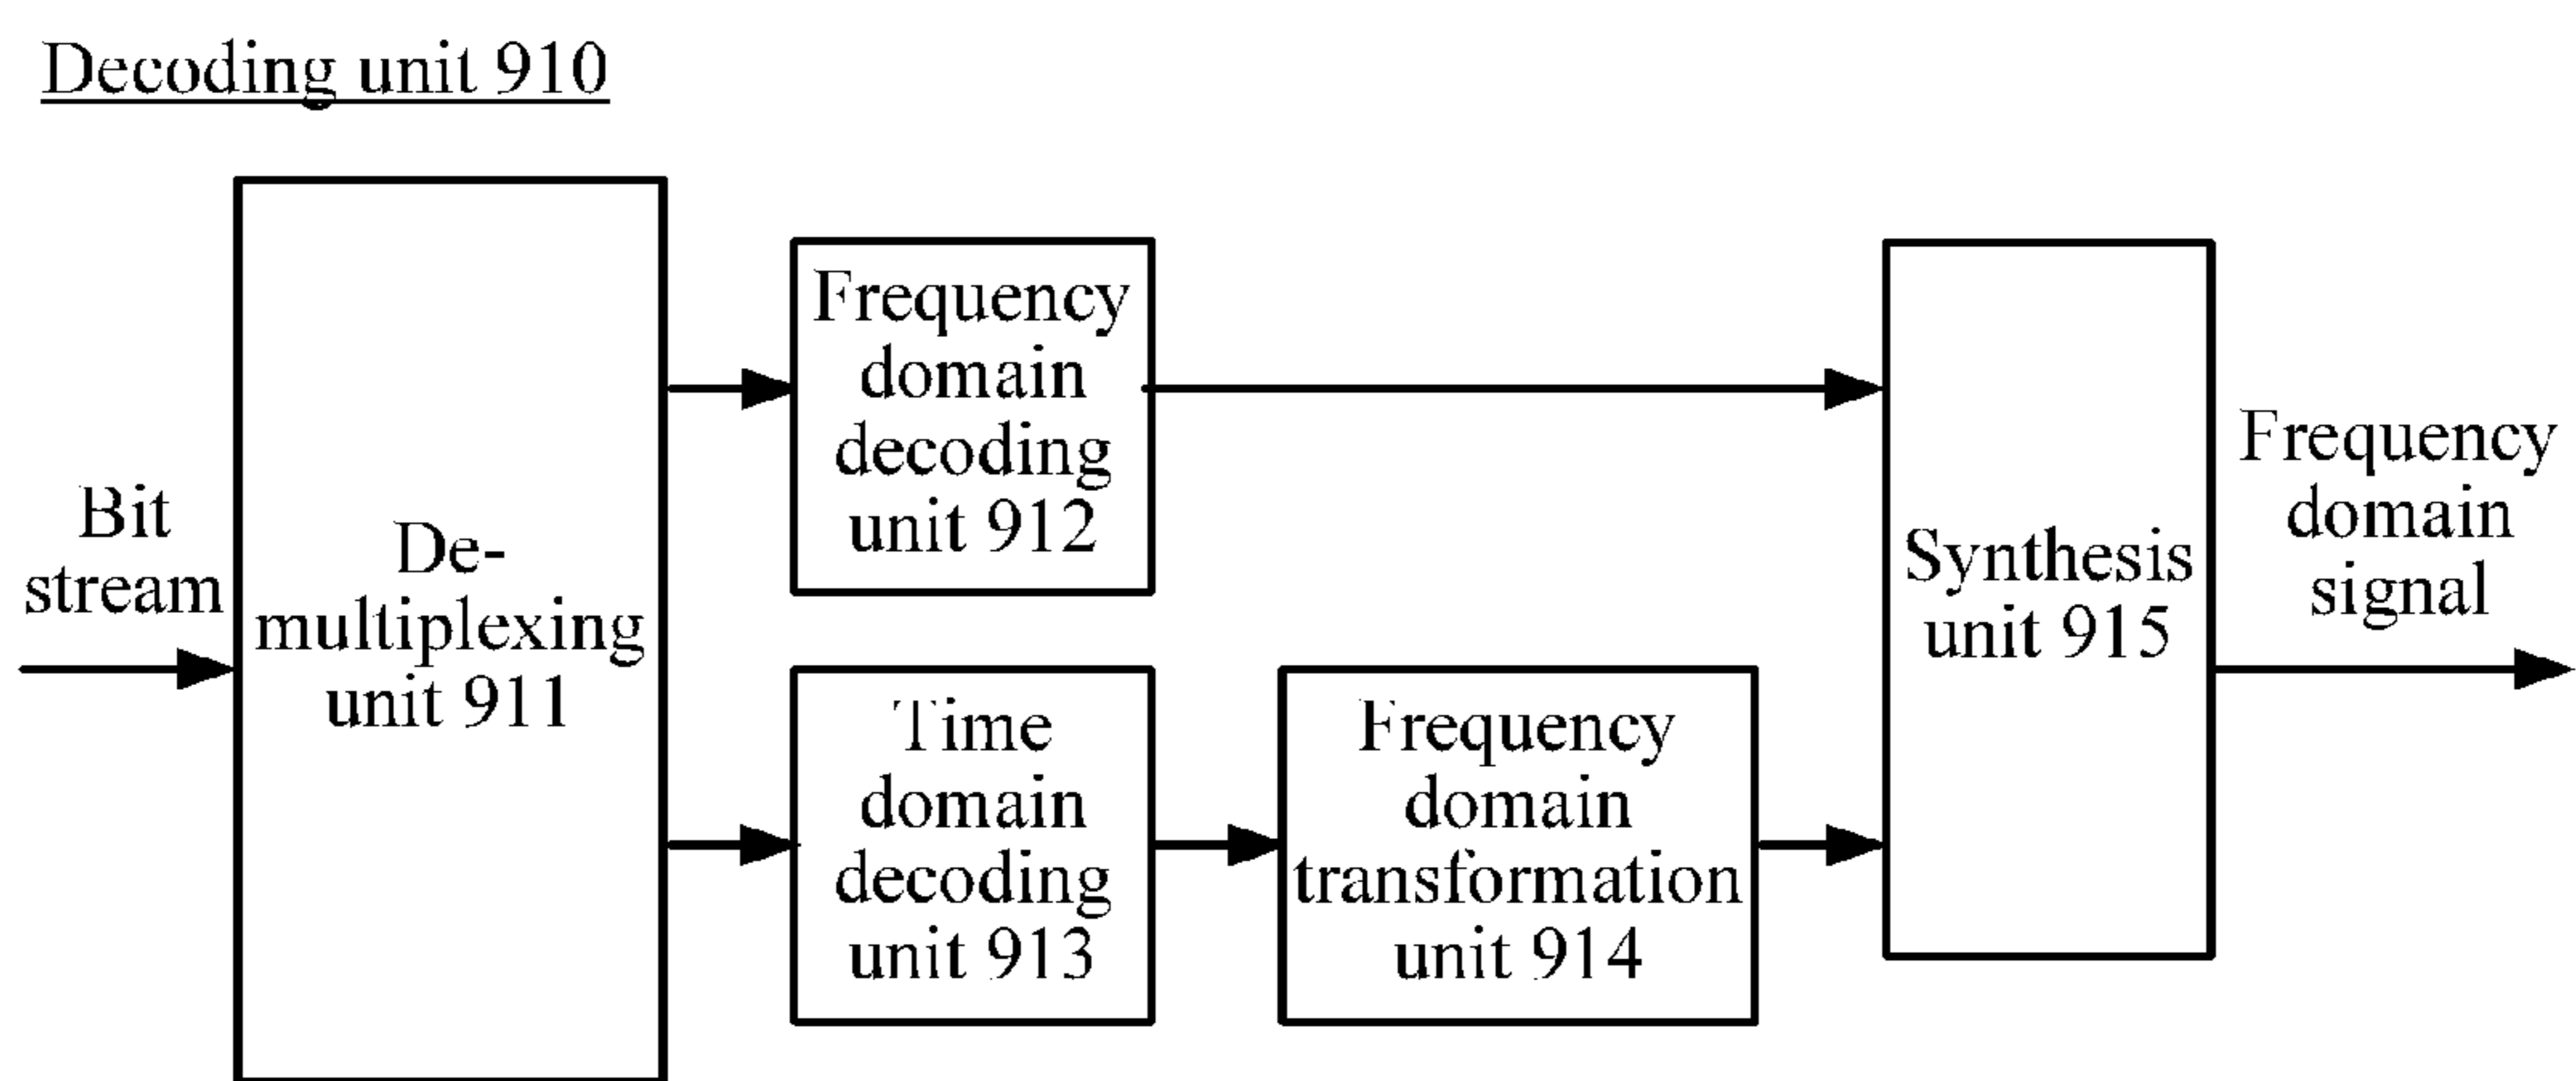 Decoding unit 910
Bit
stream
De-
multiplexing
unit 911
Frequency
domain
decoding
unit 912
Time
domain
decoding
unit 913
Frequency
domain
transformation
unit 914
Synthesis
unit 915
Frequency
domain
signal